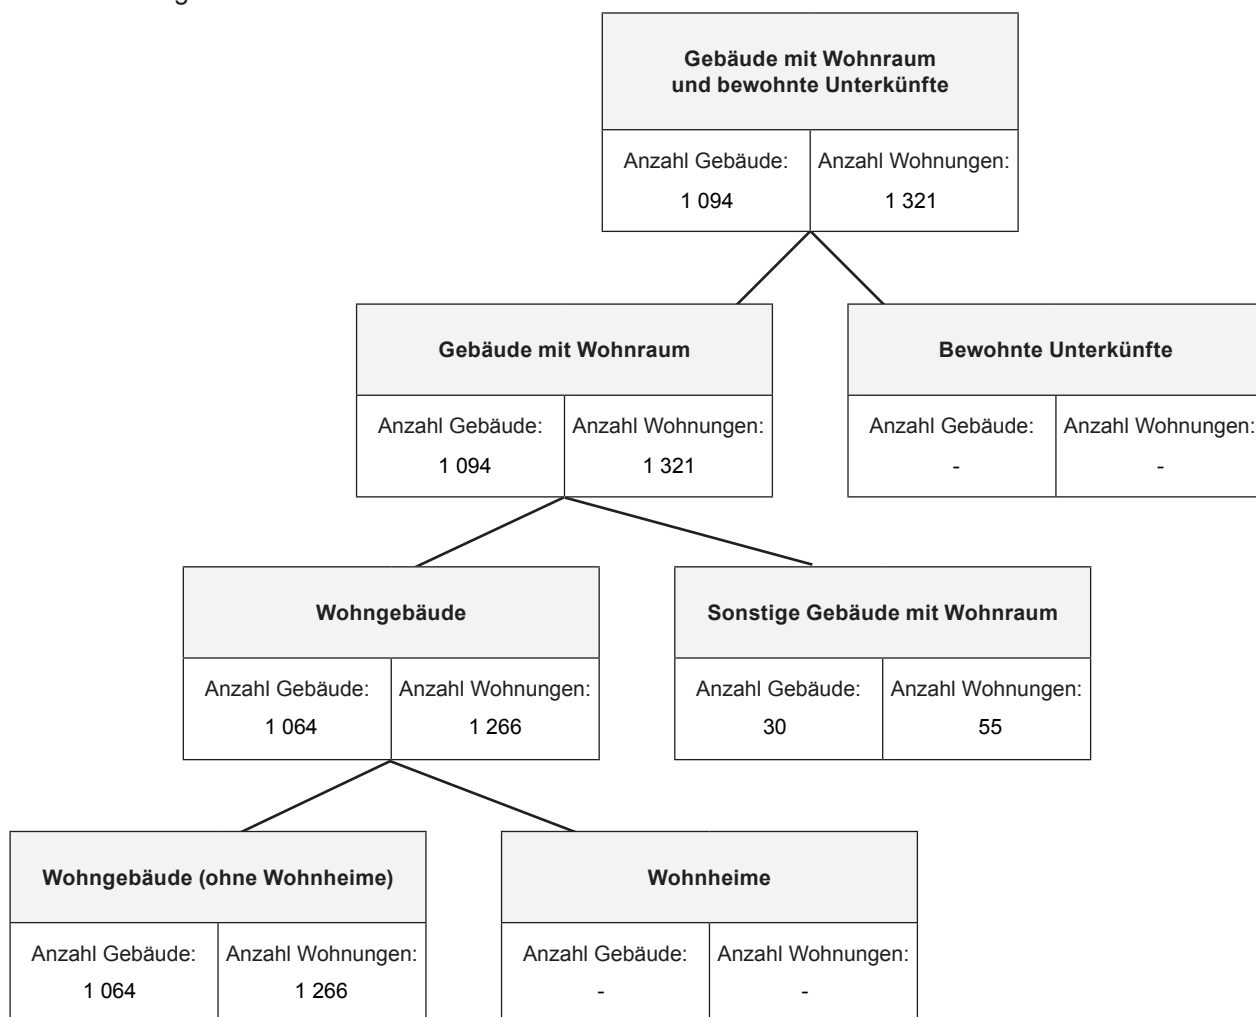 Gebäude mit Wohnraum
und bewohnte Unterkünfte
Anzahl Gebäude: Anzahl Wohnungen:
1 094 1 321
Gebäude mit Wohnraum Bewohnte Unterkünfte
Anzahl Gebäude: Anzahl Wohnungen: Anzahl Gebäude: Anzahl Wohnungen:
1 094 1 321 - -
Wohngebäude Sonstige Gebäude mit Wohnraum
Anzahl Gebäude: Anzahl Wohnungen: Anzahl Gebäude: Anzahl Wohnungen:
1 064 1 266 30 55
Wohngebäude (ohne Wohnheime) Wohnheime
Anzahl Gebäude: Anzahl Wohnungen: Anzahl Gebäude: Anzahl Wohnungen:
1 064 1 266 - -